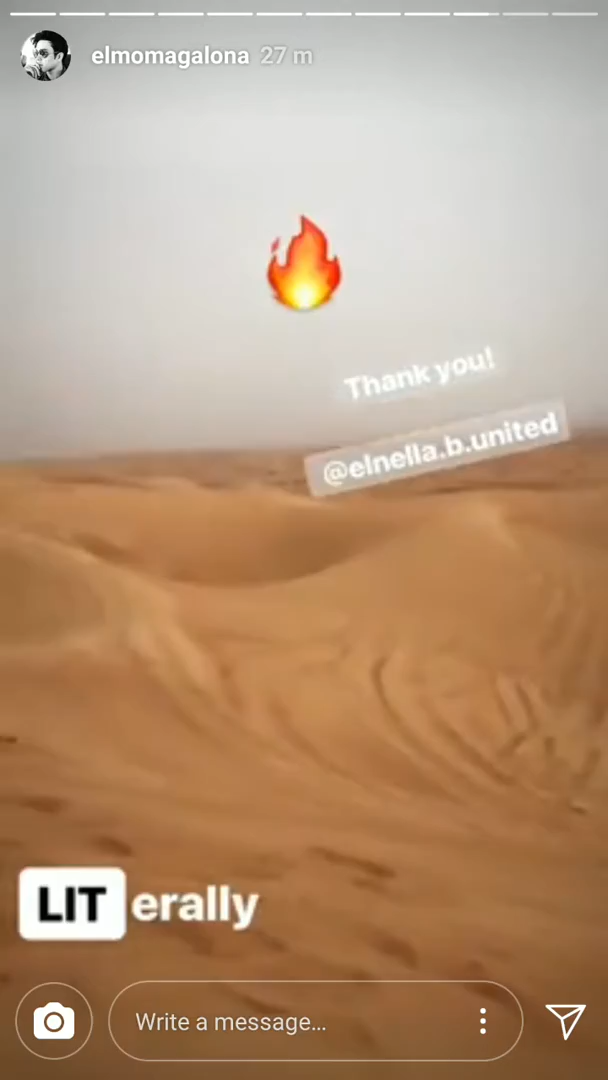 elmomagalona 27 m
Thank you!
@elnella.b.united
LIT erally
Write a message...